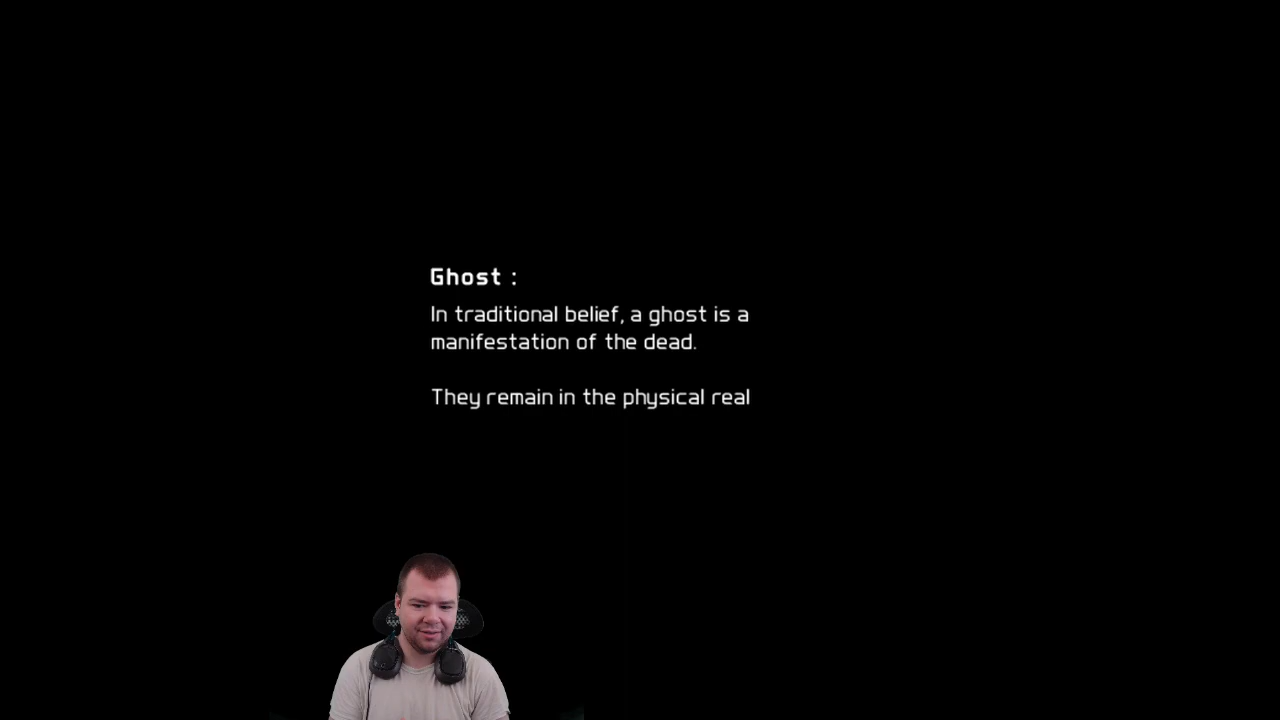 Ghost :
In traditional belief, a ghost is a
manifestation of the dead.
They remain in the physical real